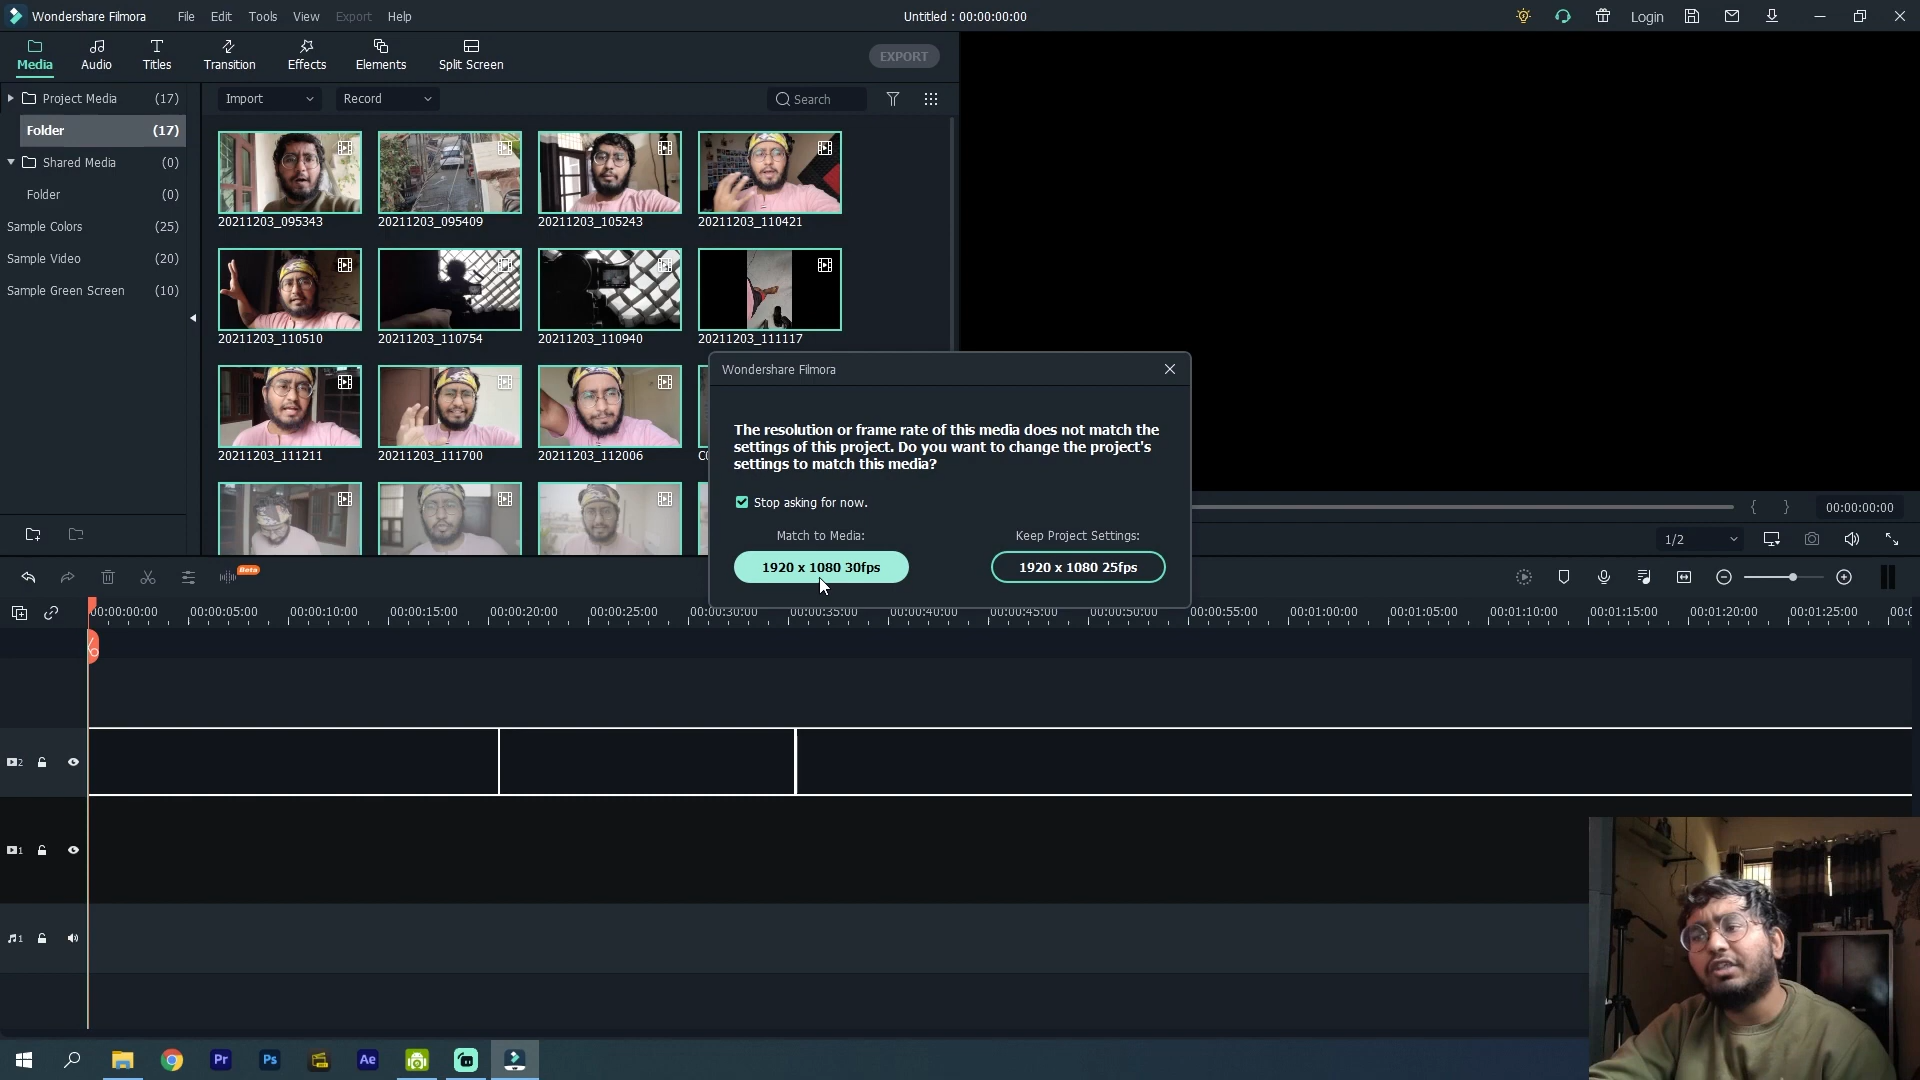 Wondershare Filmora
File Edit Tools View Export Help
Untitled : 00:00:00:00
Login
Media Audio Titles Transition Effects Elements Split Screen
EXPORT
Project Media (17)
Folder (17)
Shared Media (0)
Folder (0)
Sample Colors (25)
Sample Video (20)
Sample Green Screen (10)
Import Record Search
20211203_095343 20211203_095409 20211203_105243 20211203_110421
20211203_110510 20211203_110754 20211203_110940 20211203_111117
20211203_111211 20211203_111700 20211203_112006
Wondershare Filmora
The resolution or frame rate of this media does not match the
settings of this project. Do you want to change the project's
settings to match this media?
Stop asking for now.
Match to Media: Keep Project Settings:
1920 x 1080 30fps 1920 x 1080 25fps
{ } 00:00:00:00
1/2
Beta
00:00:00:00 00:00:05:00 00:00:10:00 00:00:15:00 00:00:20:00 00:00:25:00 00:00:30:00 00:00:35:00 00:00:40:00 00:00:45:00 00:00:50:00 00:00:55:00 00:01:00:00 00:01:05:00 00:01:10:00 00:01:15:00 00:01:20:00 00:01:25:00
2
1
1
Pr Ps Ae